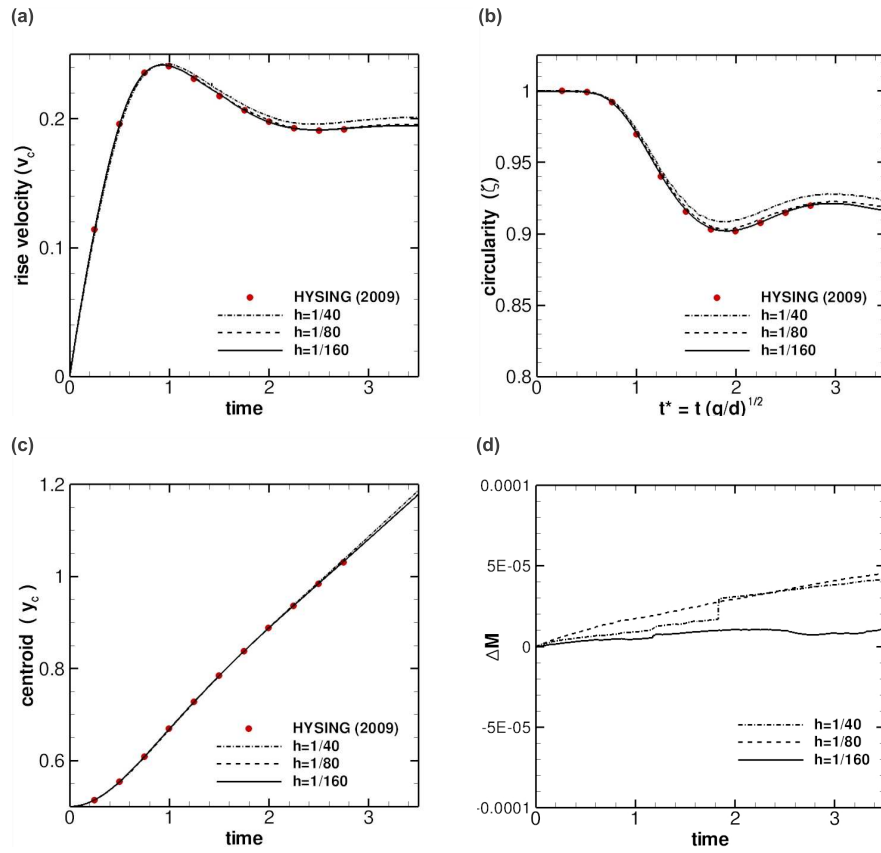 (a)
rise velocity (v_c)
0.2
0.1
0
HYSING (2009)
h=1/40
h=1/80
h=1/160
0
1
2
3
time
(b)
circularity (ζ)
1
0.95
0.9
0.85
0.8
HYSING (2009)
h=1/40
h=1/80
h=1/160
0
1
2
3
t* = t (g/d)^1/2
(c)
centroid ( y_c )
1.2
1
0.8
0.6
HYSING (2009)
h=1/40
h=1/80
h=1/160
0
1
2
3
time
(d)
ΔM
0.0001
5E-05
0
-5E-05
-0.0001
h=1/40
h=1/80
h=1/160
0
1
2
3
time